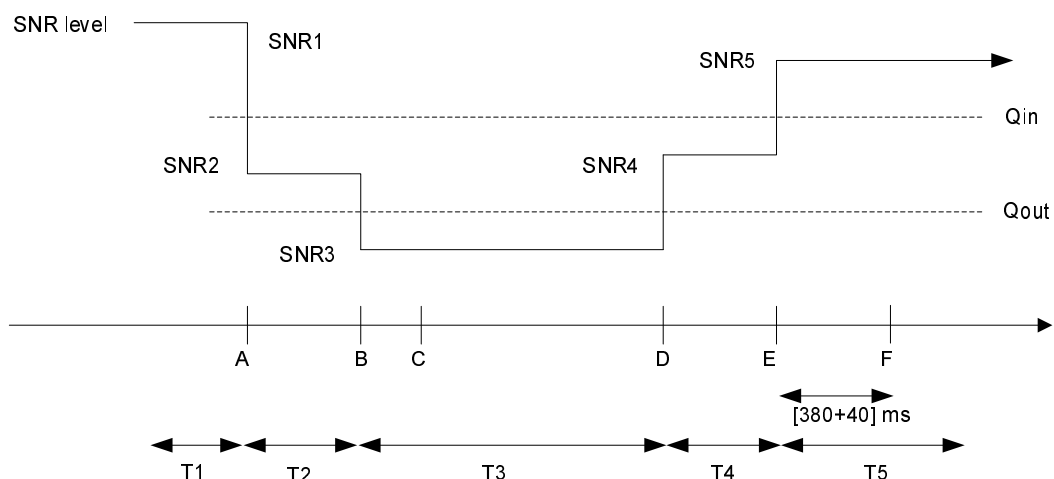 SNR level
SNR1
SNR5
Qin
SNR2
SNR4
Qout
SNR3
A
B
C
D
E
F
[380+40] ms
T1
T2
T3
T4
T5